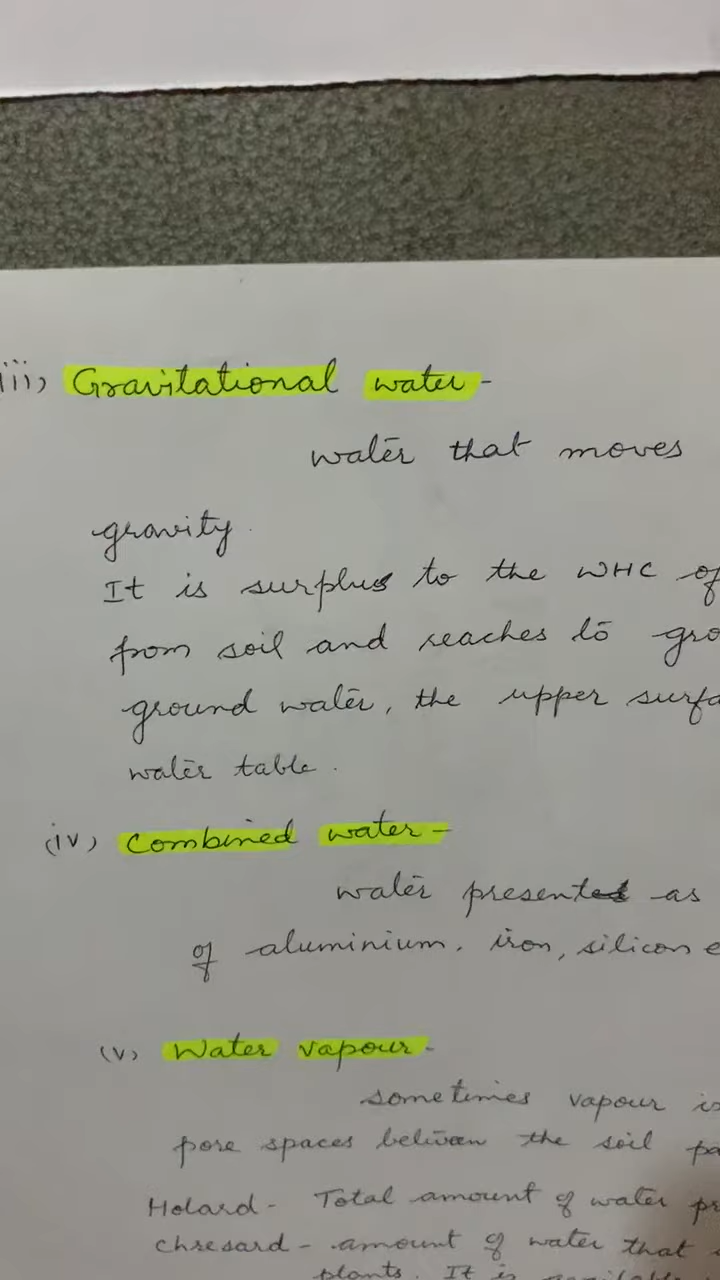 iii) Gravitational water -
water that moves
gravity.
It is surplus to the WHC of
from soil and reaches to gro
ground water, the upper surfa
water table.
(iv) Combined water -
water presented as
of aluminium, iron, silicon e
(v) Water vapour -
sometimes vapour is
pore spaces between the soil pa
Holard - Total amount of water pr
chresard - amount of water that
plants. It is